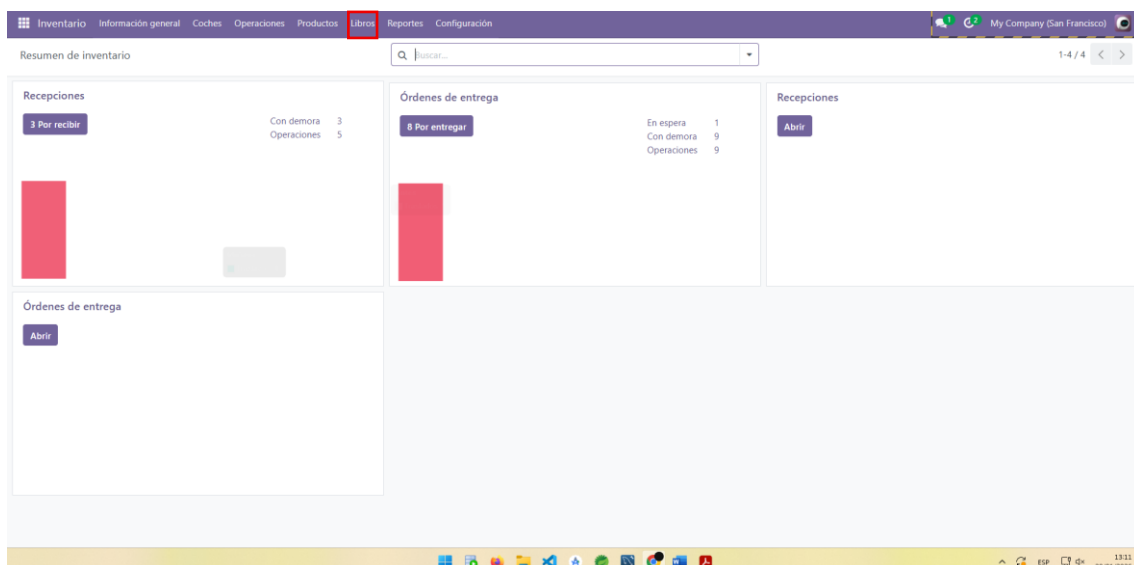 Inventario Información general Coches Operaciones Productos Libros Reportes Configuración 1 2 My Company (San Francisco)
Resumen de inventario Buscar... 1-4 / 4
Recepciones
3 Por recibir
Con demora 3
Operaciones 5
Órdenes de entrega
8 Por entregar
En espera 1
Con demora 9
Operaciones 9
Recepciones
Abrir
Órdenes de entrega
Abrir
ESP 13:11